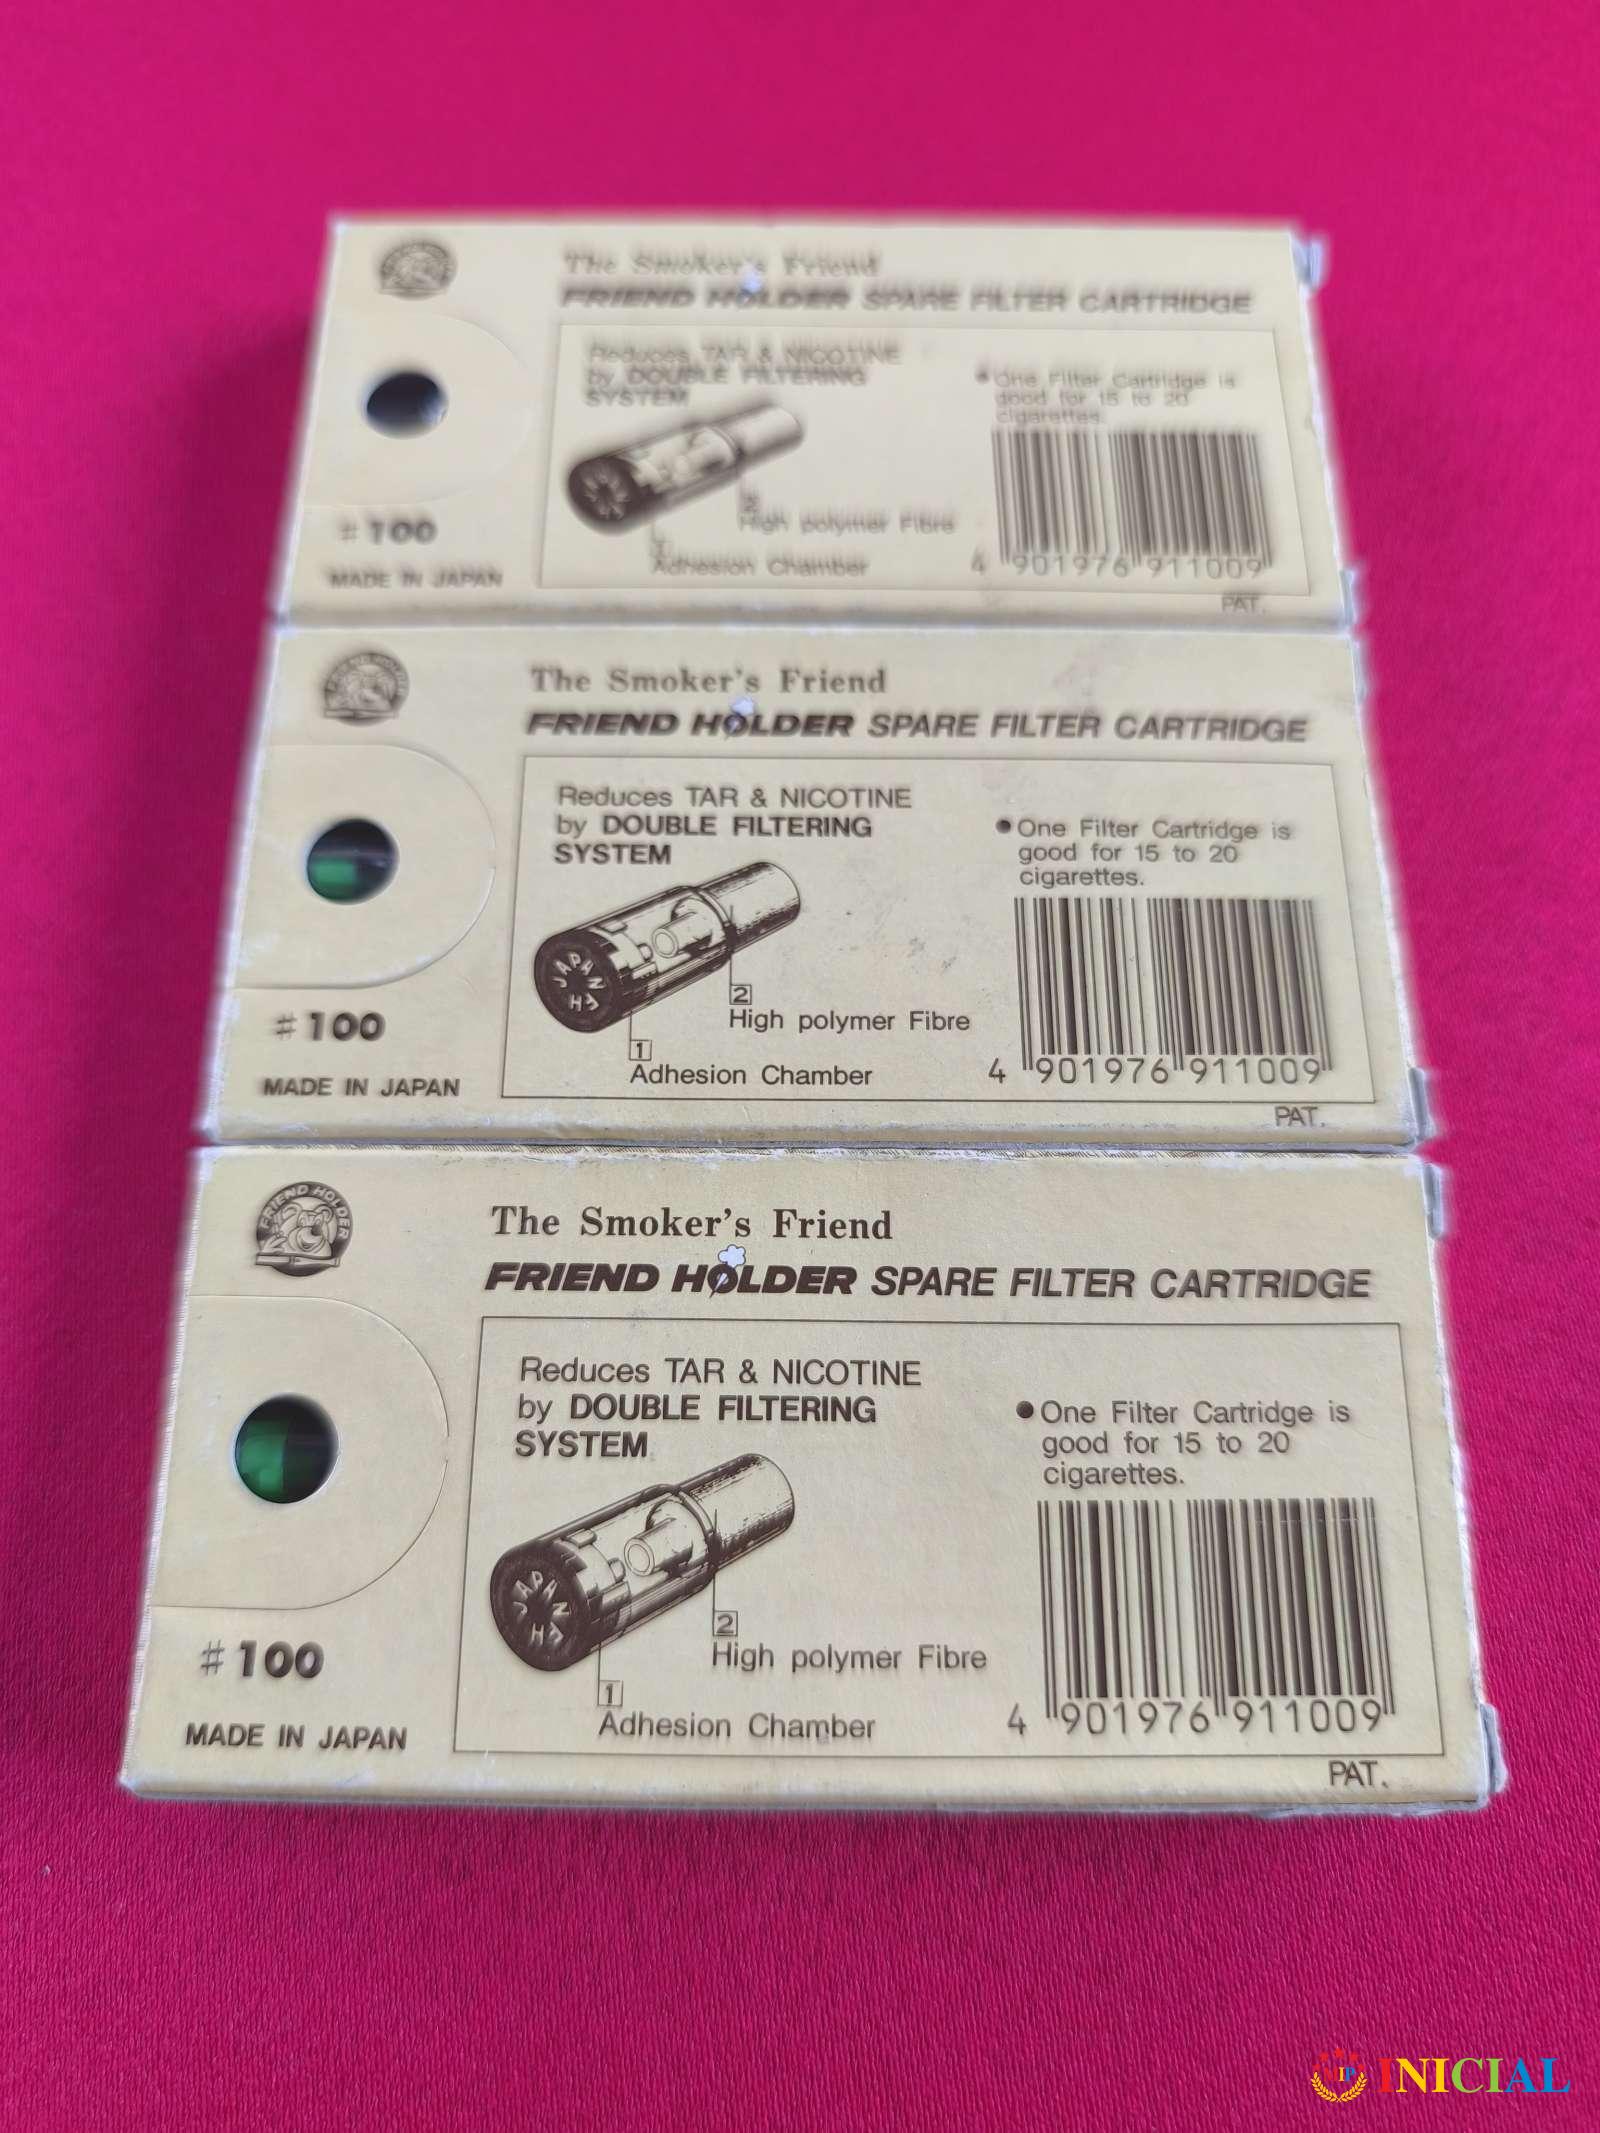 The Smoker's Friend
FRIEND HOLDER SPARE FILTER CARTRIDGE
Reduces TAR & NICOTINE
by DOUBLE FILTERING
SYSTEM
One Filter Cartridge is
good for 15 to 20
cigarettes.
2
High polymer Fibre
1
Adhesion Chamber
4 901976 911009
# 100
MADE IN JAPAN
PAT.
FRIEND HOLDER
The Smoker's Friend
FRIEND HOLDER SPARE FILTER CARTRIDGE
Reduces TAR & NICOTINE
by DOUBLE FILTERING
SYSTEM
JAPAN
FH
● One Filter Cartridge is
good for 15 to 20
cigarettes.
2
High polymer Fibre
1
Adhesion Chamber
4 901976 911009
# 100
MADE IN JAPAN
PAT.
FRIEND HOLDER
The Smoker's Friend
FRIEND HOLDER SPARE FILTER CARTRIDGE
Reduces TAR & NICOTINE
by DOUBLE FILTERING
SYSTEM
JAPAN
FH
● One Filter Cartridge is
good for 15 to 20
cigarettes.
2
High polymer Fibre
1
Adhesion Chamber
4 901976 911009
# 100
MADE IN JAPAN
PAT.
MIP INICIAL